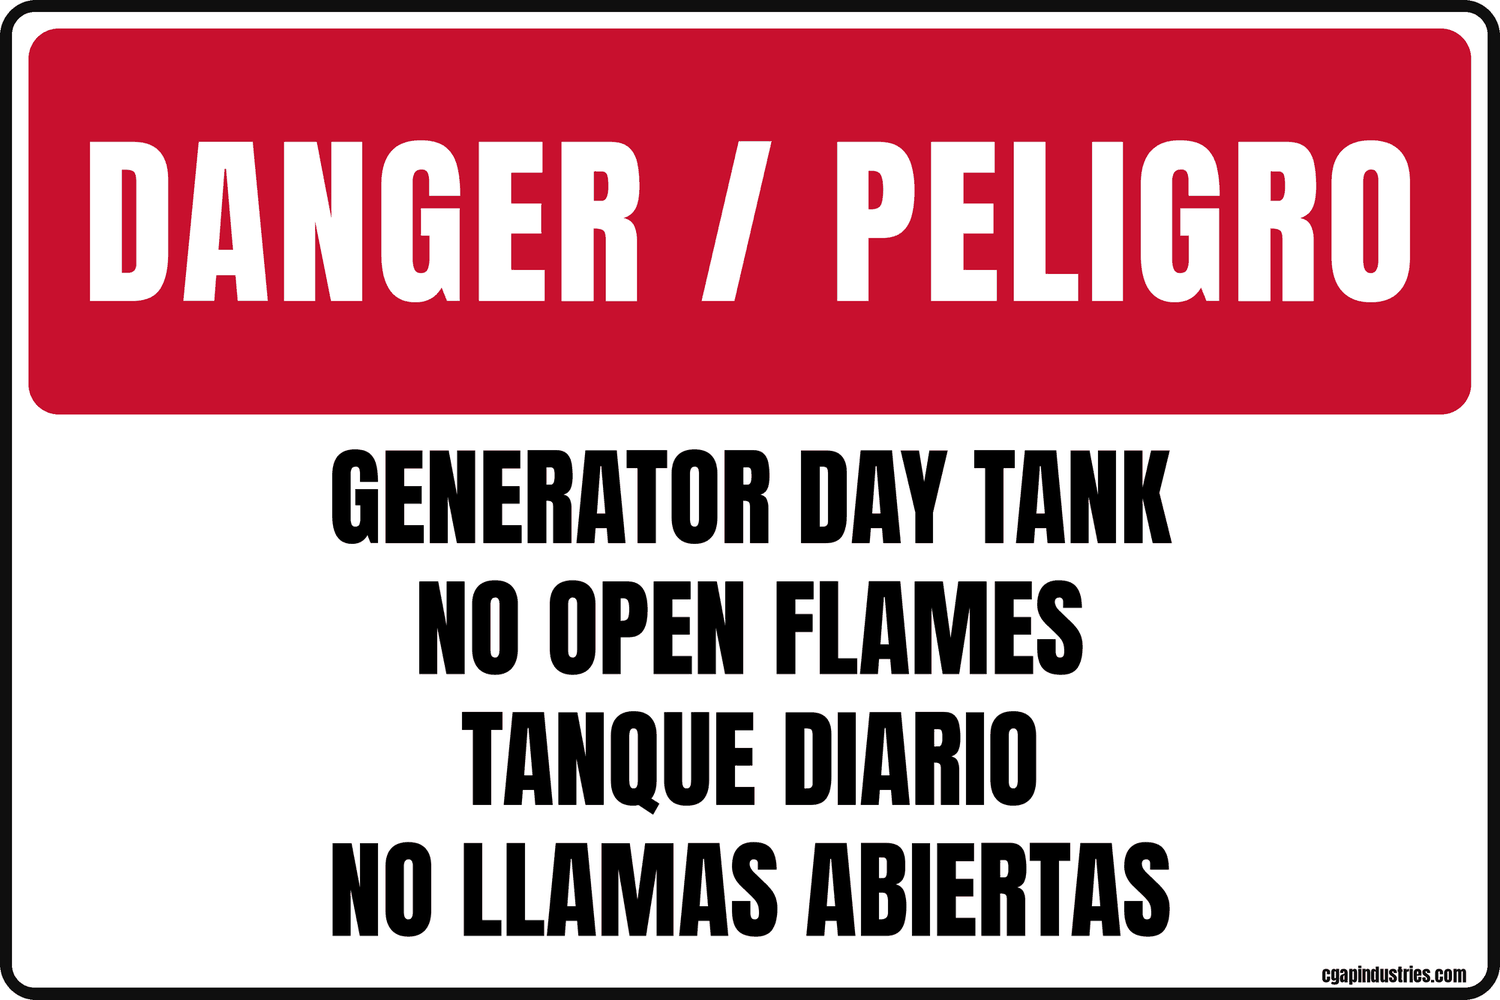 DANGER / PELIGRO
GENERATOR DAY TANK
NO OPEN FLAMES
TANQUE DIARIO
NO LLAMAS ABIERTAS
cgapindustries.com